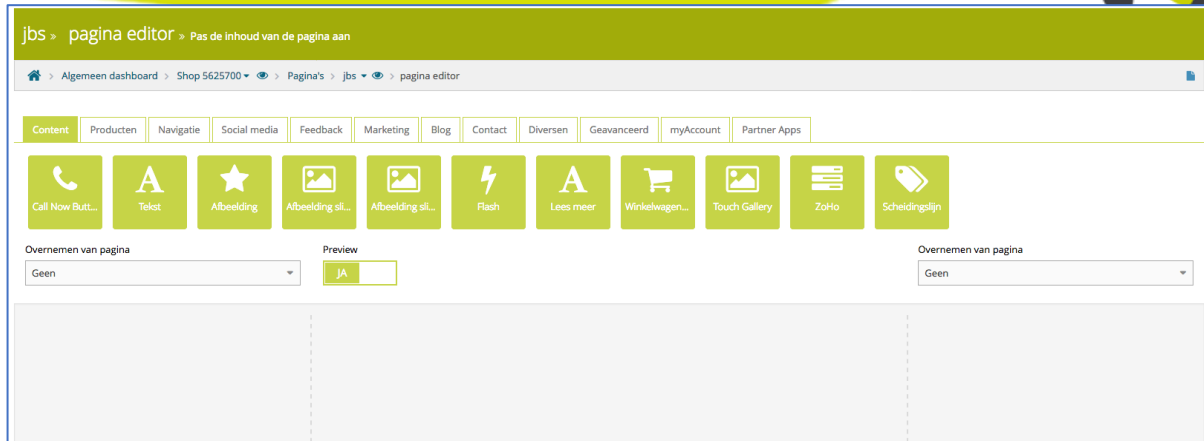 jbs » pagina editor » Pas de inhoud van de pagina aan
> Algemeen dashboard > Shop 5625700 > Pagina's > jbs > pagina editor
Content Producten Navigatie Social media Feedback Marketing Blog Contact Diversen Geavanceerd myAccount Partner Apps
Call Now Butt... Tekst Afbeelding Afbeelding sli... Afbeelding sli... Flash Lees meer Winkelwagen... Touch Gallery ZoHo Scheidingslijn
Overnemen van pagina Preview Overnemen van pagina
Geen JA Geen